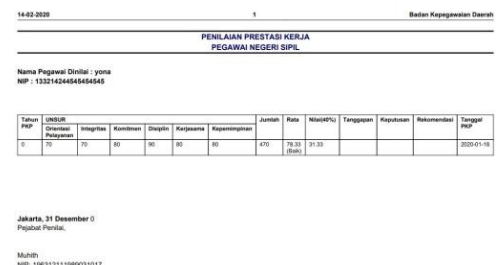 14-02-2020 1 Badan Kepegawaian Daerah
PENILAIAN PRESTASI KERJA
PEGAWAI NEGERI SIPIL
Nama Pegawai Dinilai : yona
NIP : 133214244545454545
Tahun PKP UNSUR Jumlah Rata Nilai(40%) Tanggapan Keputusan Rekomendasi Tanggal PKP
Orientasi Pelayanan Integritas Komitmen Disiplin Kerjasama Kepemimpinan
0 70 70 80 90 80 80 470 78.33 (Baik) 31.33 2020-01-16
Jakarta, 31 Desember 0
Pejabat Penilai,
Muhith